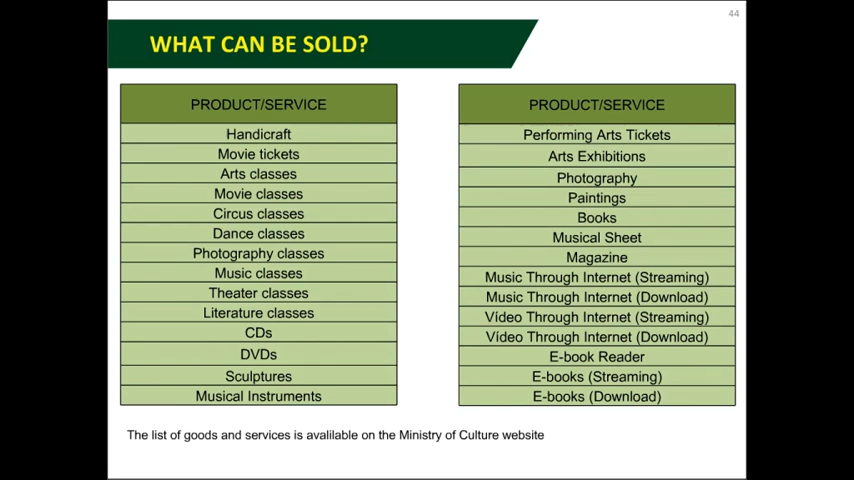 44
WHAT CAN BE SOLD?
PRODUCT/SERVICE
Handicraft
Movie tickets
Arts classes
Movie classes
Circus classes
Dance classes
Photography classes
Music classes
Theater classes
Literature classes
CDs
DVDs
Sculptures
Musical Instruments
PRODUCT/SERVICE
Performing Arts Tickets
Arts Exhibitions
Photography
Paintings
Books
Musical Sheet
Magazine
Music Through Internet (Streaming)
Music Through Internet (Download)
Vídeo Through Internet (Streaming)
Vídeo Through Internet (Download)
E-book Reader
E-books (Streaming)
E-books (Download)
The list of goods and services is avalilable on the Ministry of Culture website